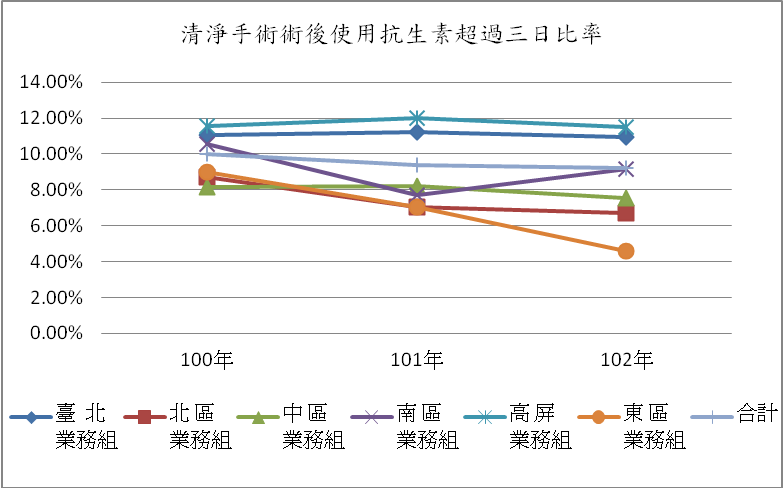 清淨手術術後使用抗生素超過三日比率
14.00%
12.00%
10.00%
8.00%
6.00%
4.00%
2.00%
0.00%
100年 101年 102年
臺 北 北區 中區 南區 高屏 東區 合計
業務組 業務組 業務組 業務組 業務組 業務組